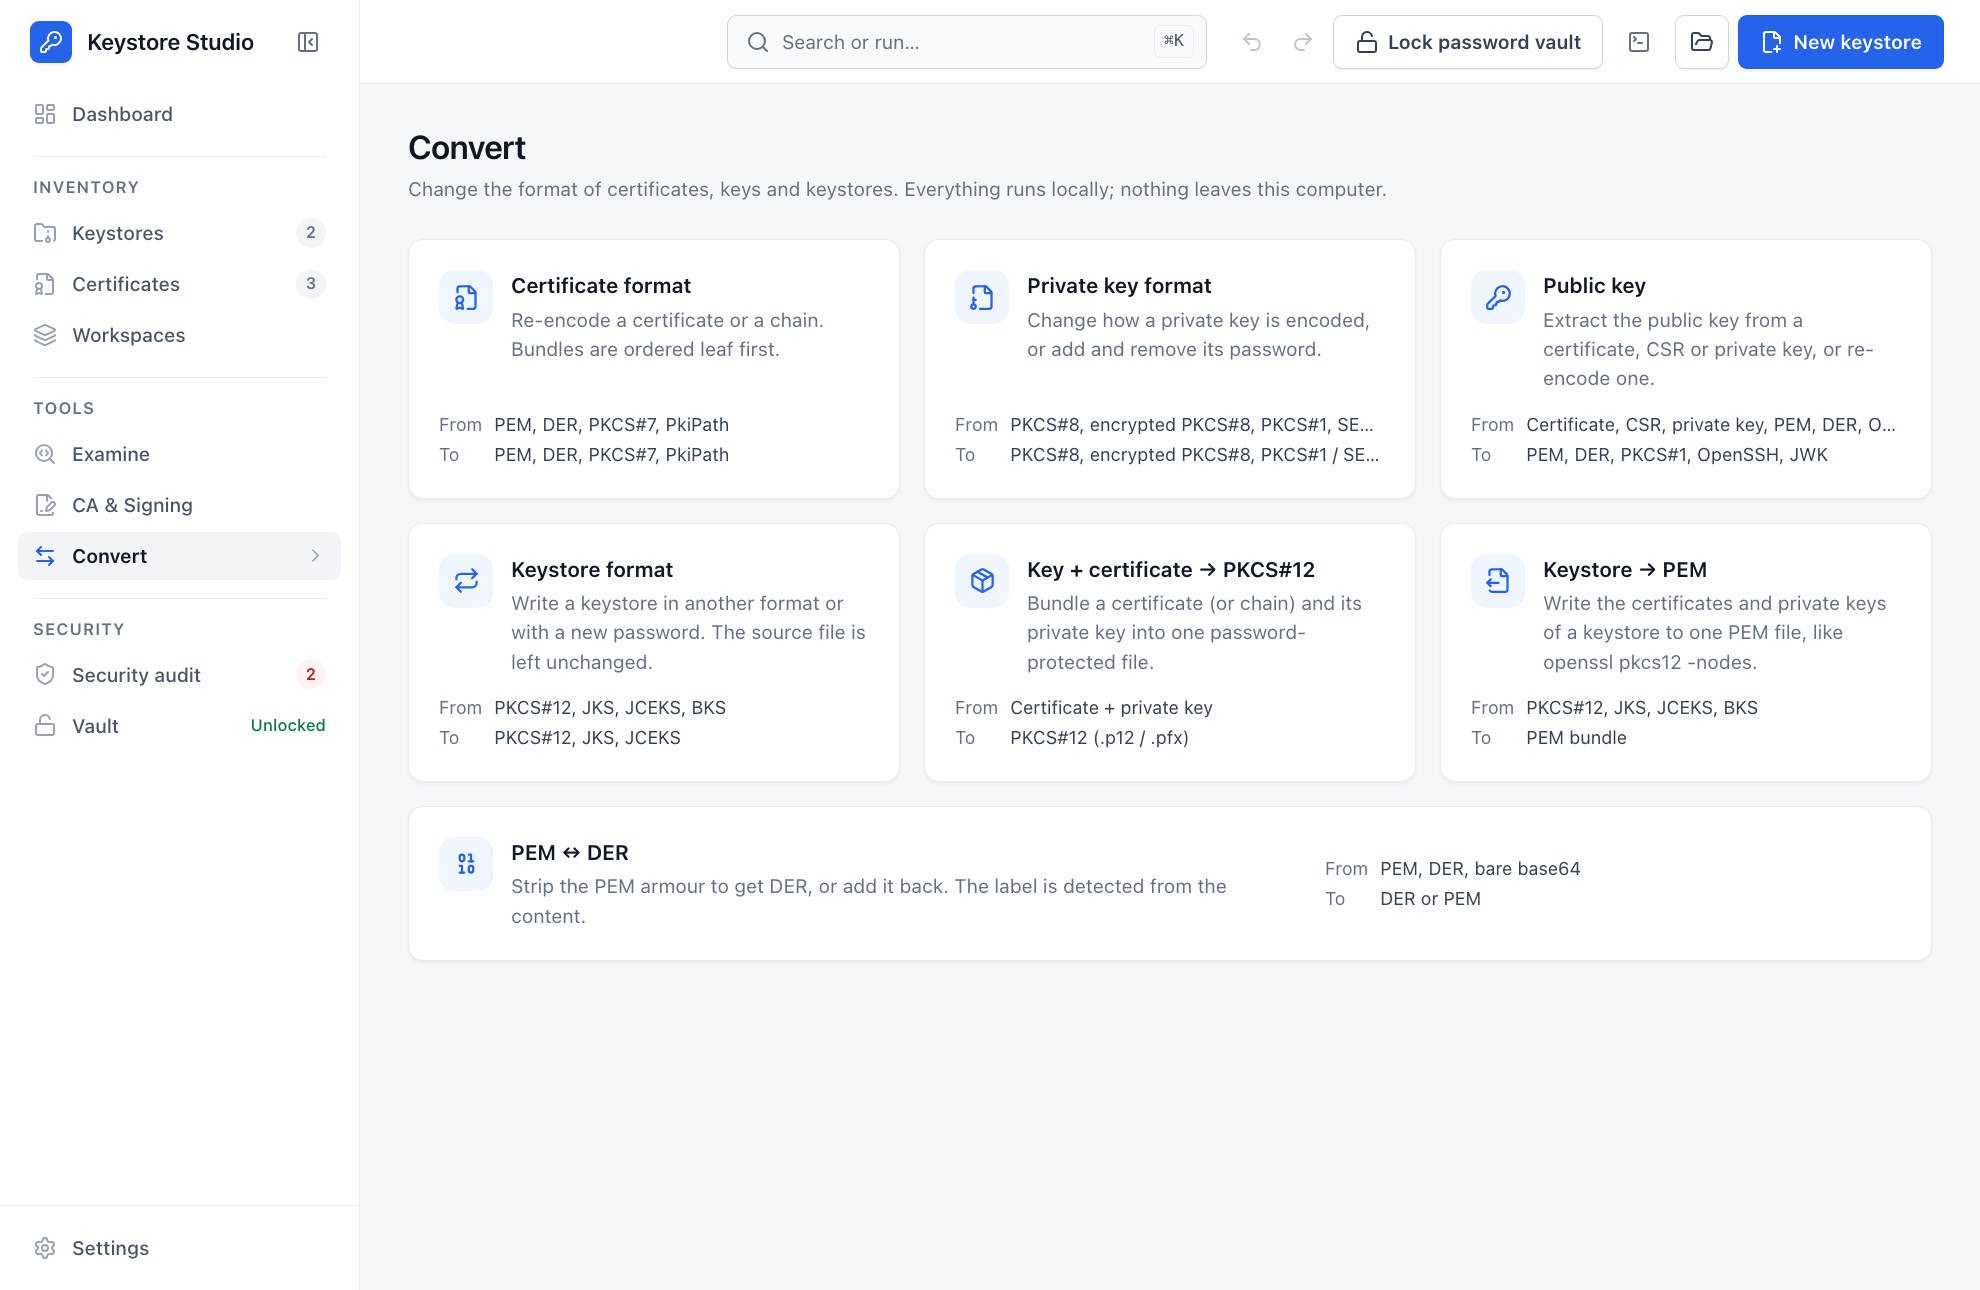 Keystore Studio
Search or run...
⌘K
Lock password vault
New keystore
Dashboard
INVENTORY
Keystores 2
Certificates 3
Workspaces
TOOLS
Examine
CA & Signing
Convert
SECURITY
Security audit 2
Vault Unlocked
Settings
Convert
Change the format of certificates, keys and keystores. Everything runs locally; nothing leaves this computer.
Certificate format
Re-encode a certificate or a chain.
Bundles are ordered leaf first.
From PEM, DER, PKCS#7, PkiPath
To PEM, DER, PKCS#7, PkiPath
Private key format
Change how a private key is encoded,
or add and remove its password.
From PKCS#8, encrypted PKCS#8, PKCS#1, SE...
To PKCS#8, encrypted PKCS#8, PKCS#1 / SE...
Public key
Extract the public key from a
certificate, CSR or private key, or re-
encode one.
From Certificate, CSR, private key, PEM, DER, O...
To PEM, DER, PKCS#1, OpenSSH, JWK
Keystore format
Write a keystore in another format or
with a new password. The source file is
left unchanged.
From PKCS#12, JKS, JCEKS, BKS
To PKCS#12, JKS, JCEKS
Key + certificate → PKCS#12
Bundle a certificate (or chain) and its
private key into one password-
protected file.
From Certificate + private key
To PKCS#12 (.p12 / .pfx)
Keystore → PEM
Write the certificates and private keys
of a keystore to one PEM file, like
openssl pkcs12 -nodes.
From PKCS#12, JKS, JCEKS, BKS
To PEM bundle
01
10
PEM ↔ DER
Strip the PEM armour to get DER, or add it back. The label is detected from the
content.
From PEM, DER, bare base64
To DER or PEM